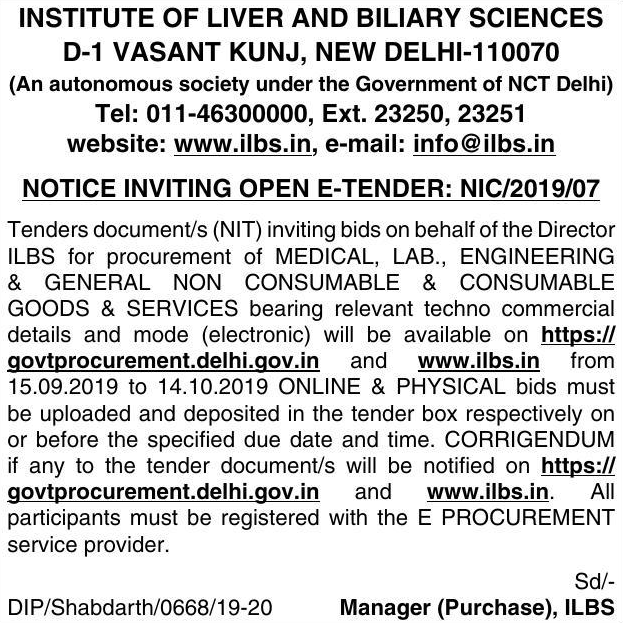 INSTITUTE OF LIVER AND BILIARY SCIENCES
D-1 VASANT KUNJ, NEW DELHI-110070
(An autonomous society under the Government of NCT Delhi)
Tel: 011-46300000, Ext. 23250, 23251
website: www.ilbs.in, e-mail: info@ilbs.in
NOTICE INVITING OPEN E-TENDER: NIC/2019/07
Tenders document/s (NIT) inviting bids on behalf of the Director
ILBS for procurement of MEDICAL, LAB., ENGINEERING
& GENERAL NON CONSUMABLE & CONSUMABLE
GOODS & SERVICES bearing relevant techno commercial
details and mode (electronic) will be available on https://
govtprocurement.delhi.gov.in and www.ilbs.in from
15.09.2019 to 14.10.2019 ONLINE & PHYSICAL bids must
be uploaded and deposited in the tender box respectively on
or before the specified due date and time. CORRIGENDUM
if any to the tender document/s will be notified on https://
govtprocurement.delhi.gov.in and www.ilbs.in. All
participants must be registered with the E PROCUREMENT
service provider.
Sd/-
DIP/Shabdarth/0668/19-20 Manager (Purchase), ILBS